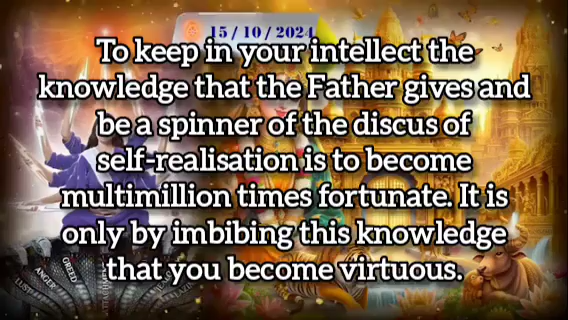 15 / 10 / 2024
To keep in your intellect the
knowledge that the Father gives and
be a spinner of the discus of
self-realisation is to become
multimillion times fortunate. It is
only by imbibing this knowledge
that you become virtuous.
ANGER
GREED
LUST